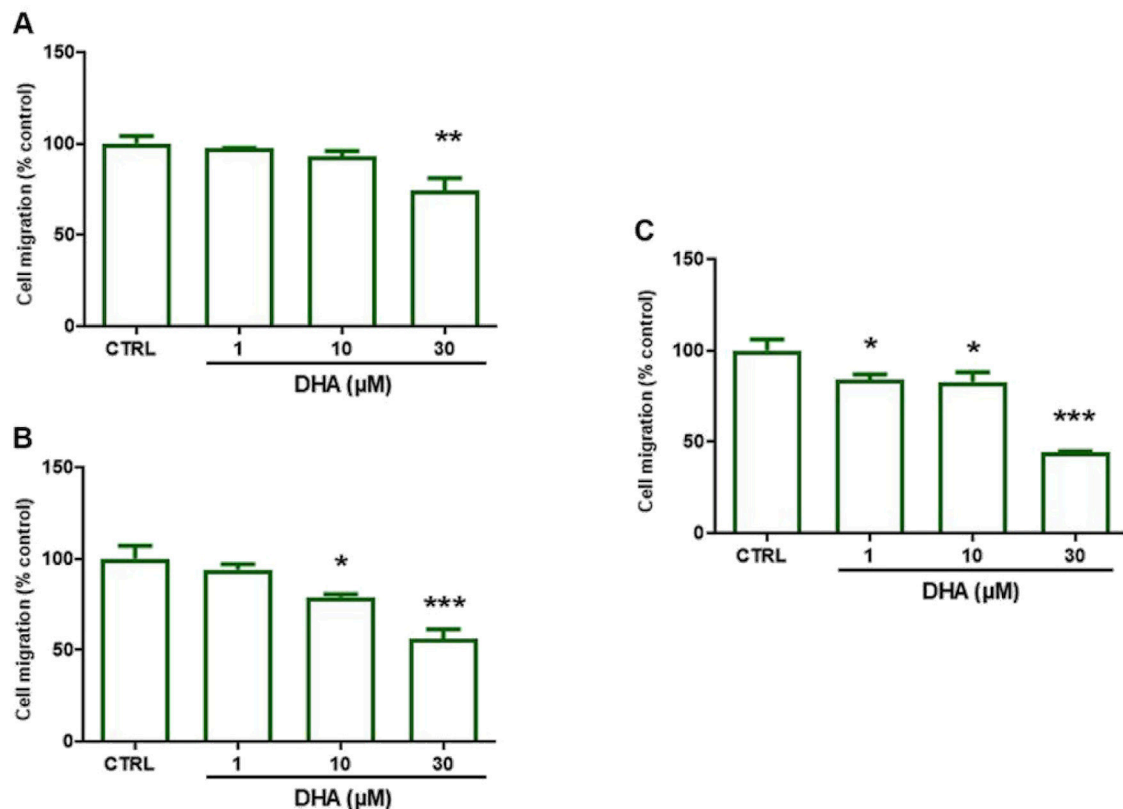 A
Cell migration (% control)
150
100
50
0
**
CTRL 1 10 30
DHA (µM)
B
Cell migration (% control)
150
100
50
0
* ***
CTRL 1 10 30
DHA (µM)
C
Cell migration (% control)
150
100
50
0
* * ***
CTRL 1 10 30
DHA (µM)